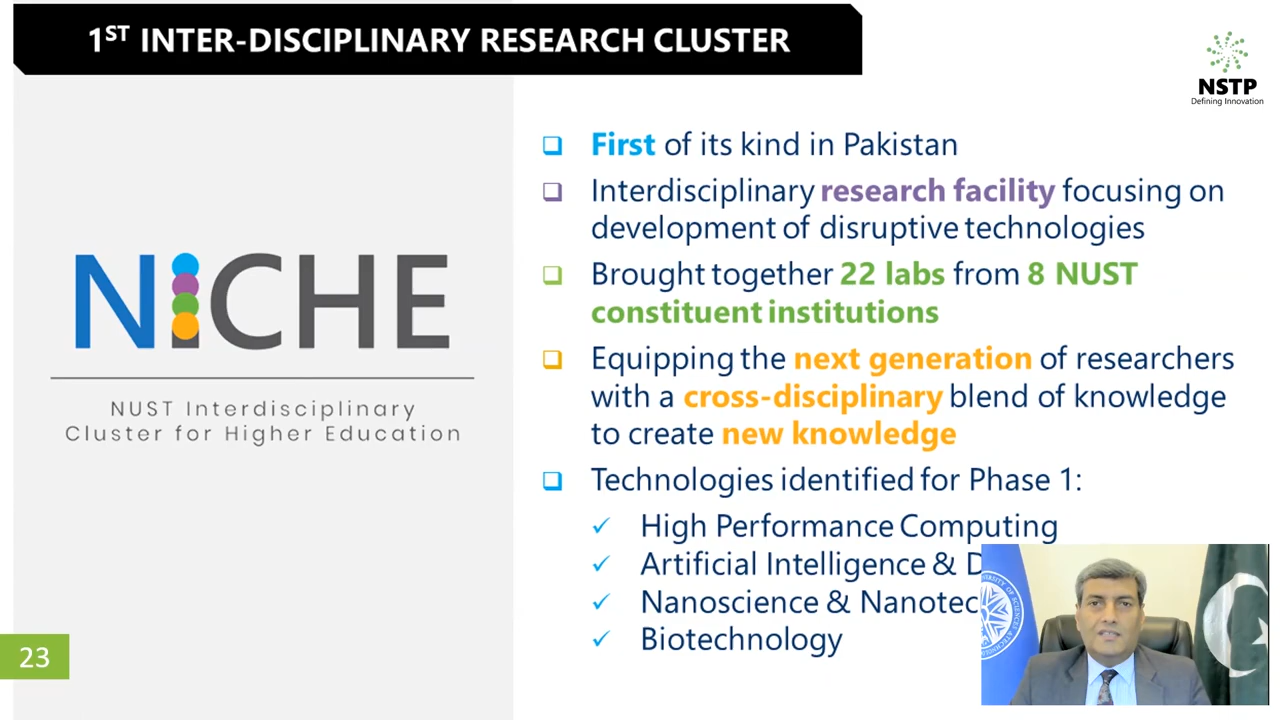 1ST INTER-DISCIPLINARY RESEARCH CLUSTER
NSTP
Defining Innovation
NICHE
NUST Interdisciplinary
Cluster for Higher Education
❑ First of its kind in Pakistan
❑ Interdisciplinary research facility focusing on
development of disruptive technologies
❑ Brought together 22 labs from 8 NUST
constituent institutions
❑ Equipping the next generation of researchers
with a cross-disciplinary blend of knowledge
to create new knowledge
❑ Technologies identified for Phase 1:
✓ High Performance Computing
✓ Artificial Intelligence &
✓ Nanoscience &
✓ Biotechnology
23